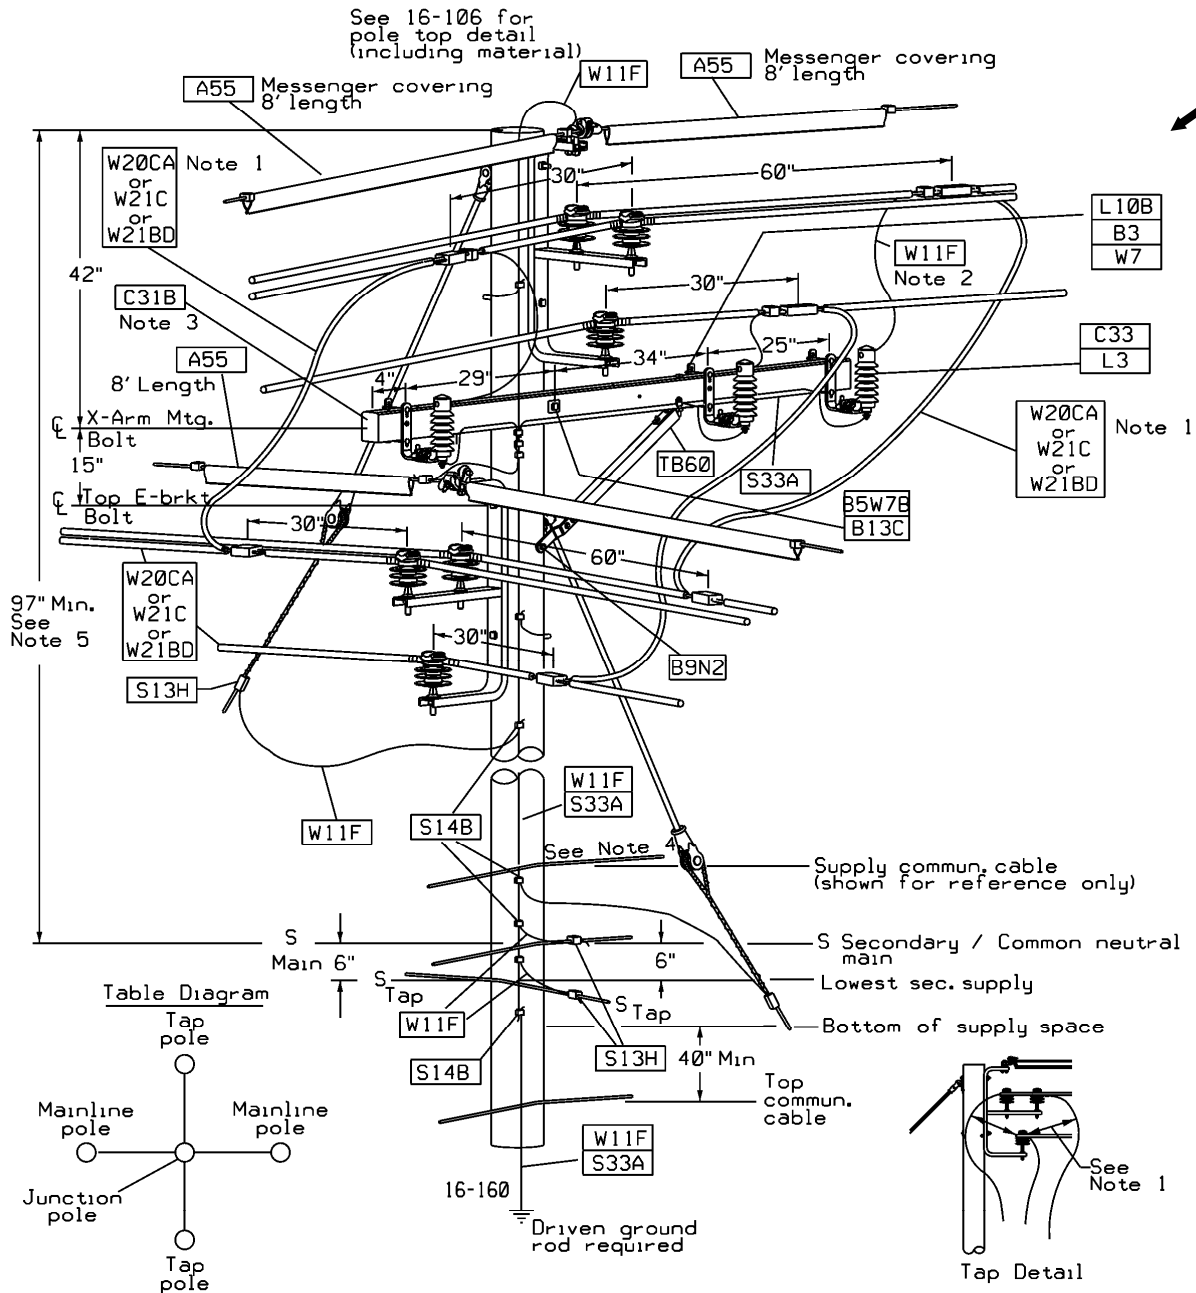 See 16-106 for
pole top detail
(including material)
W11F
A55
Messenger covering
8' length
A55
Messenger covering
8' length
W20CA
or
W21C
or
W21BD
Note 1
30"
60"
L10B
B3
W7
42"
W11F
Note 2
C31B
Note 3
30"
A55
8' Length
C33
L3
4"
29"
34"
25"
℄ X-Arm Mtg.
Bolt
15"
TB60
S33A
W20CA
or
W21C
or
W21BD
Note 1
℄ Top E-brkt
Bolt
B5W7B
B13C
30"
60"
97" Min.
See
Note 5
W20CA
or
W21C
or
W21BD
30"
B9N2
S13H
W11F
W11F
S33A
S14B
See Note 4
Supply commun. cable
(shown for reference only)
S
Main 6"
6"
S Secondary / Common neutral
main
S
Tap
S
Tap
Lowest sec. supply
W11F
Bottom of supply space
S14B
S13H
40" Min
Top
commun.
cable
W11F
S33A
16-160
Driven ground
rod required
Table Diagram
Tap
pole
Mainline
pole
Mainline
pole
Junction
pole
Tap
pole
See
Note 1
Tap Detail